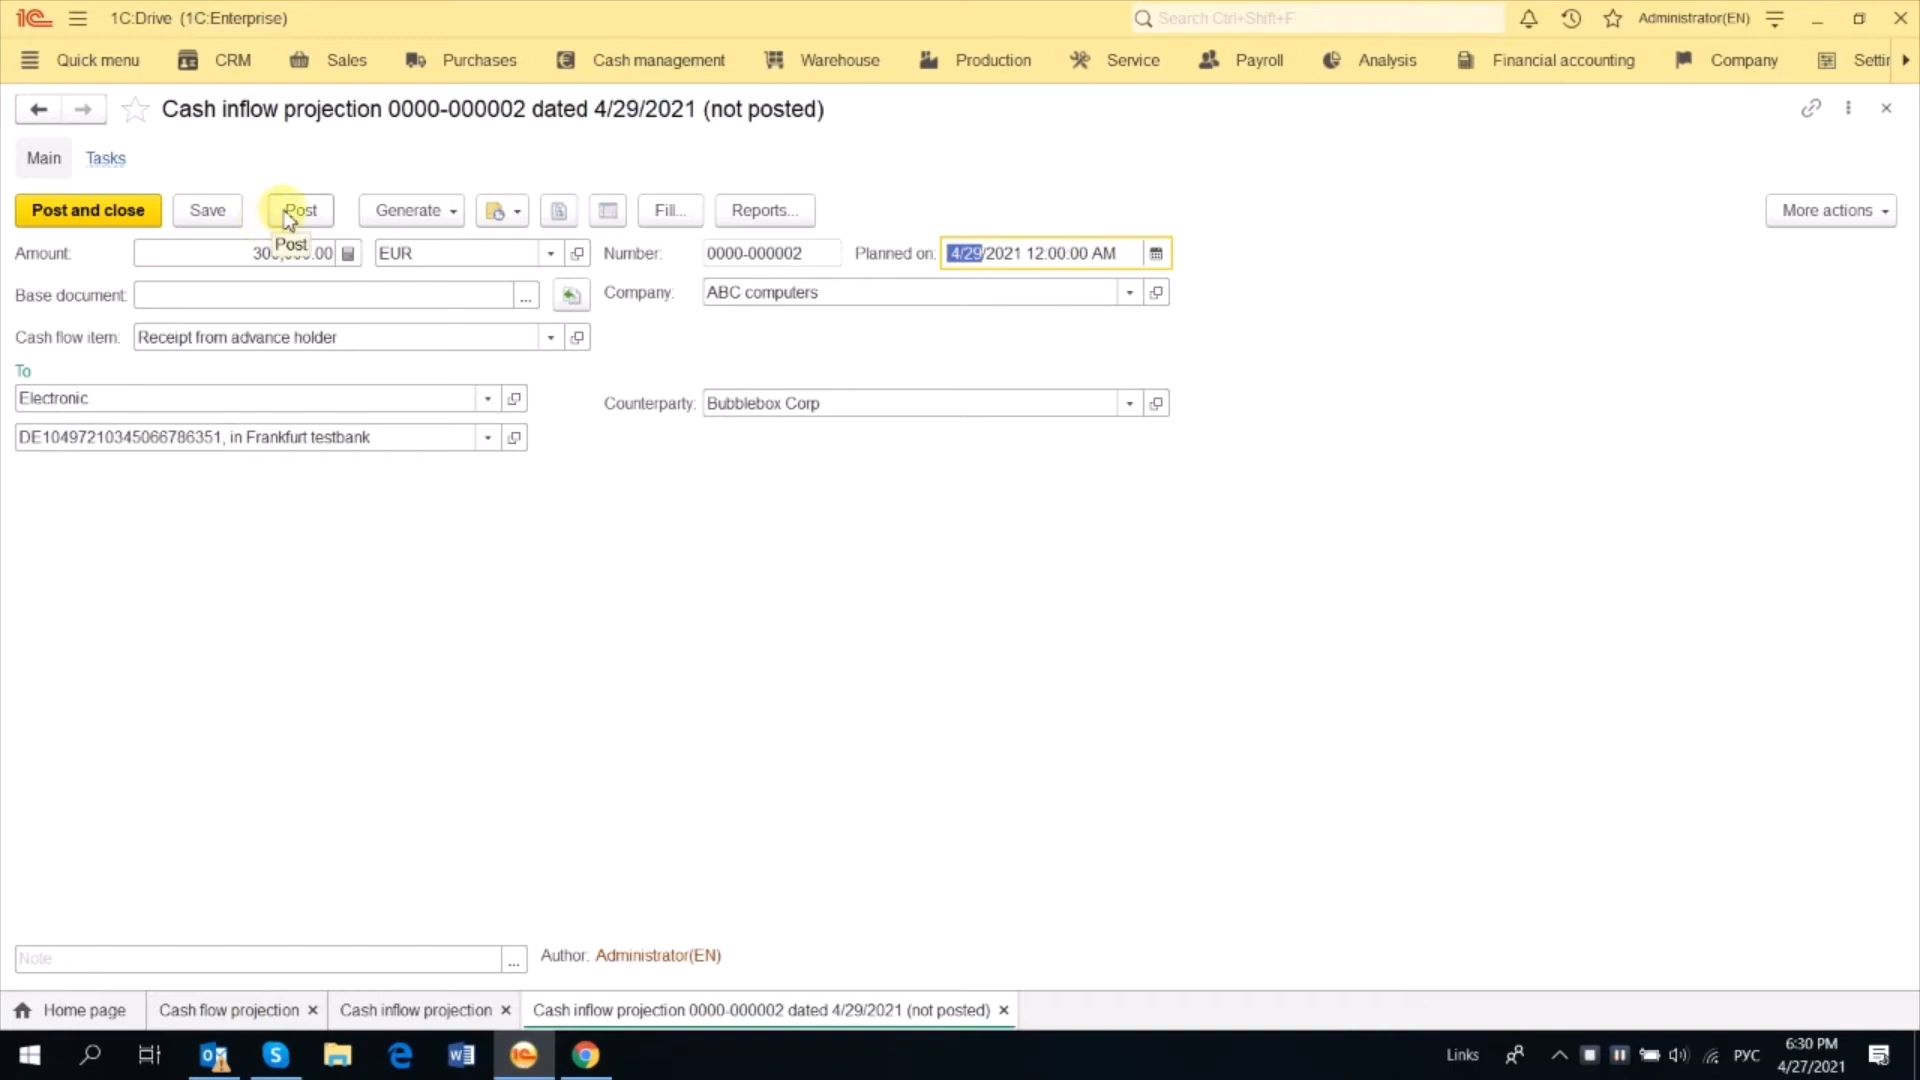 1C:Drive (1C:Enterprise)
Search Ctrl+Shift+F
Administrator(EN)
Quick menu
CRM
Sales
Purchases
Cash management
Warehouse
Production
Service
Payroll
Analysis
Financial accounting
Company
Cash inflow projection 0000-000002 dated 4/29/2021 (not posted)
Main
Tasks
Post and close
Save
Post
Generate
Fill...
Reports...
More actions
Post
Amount:
EUR
Number:
0000-000002
Planned on:
4/29/2021 12:00:00 AM
Base document:
...
Company:
ABC computers
Cash flow item:
Receipt from advance holder
To
Electronic
Counterparty:
Bubblebox Corp
DE10497210345066786351, in Frankfurt testbank
Note
...
Author: Administrator(EN)
Home page
Cash flow projection
Cash inflow projection
Cash inflow projection 0000-000002 dated 4/29/2021 (not posted)
Links
РУС
6:30 PM
4/27/2021